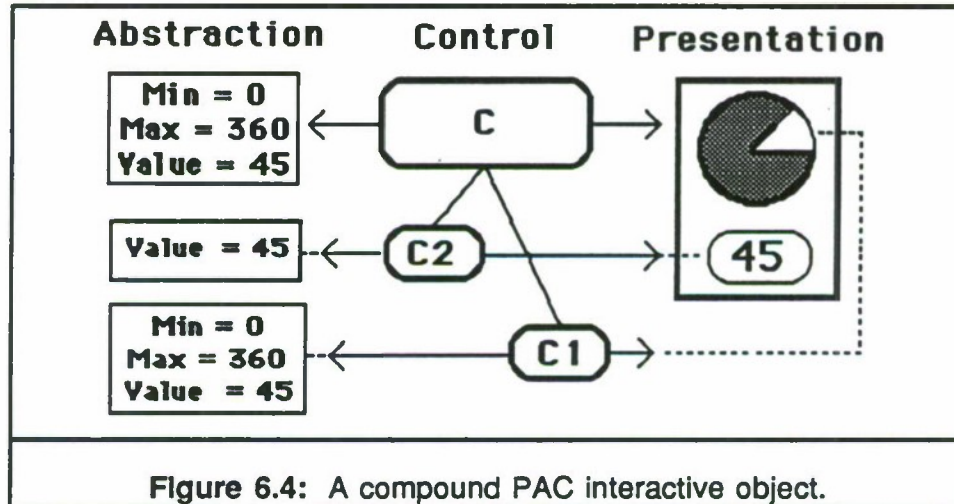 Abstraction Control Presentation
Min = 0
Max = 360
Value = 45
C
Value = 45
C2
45
Min = 0
Max = 360
Value = 45
C1
Figure 6.4: A compound PAC interactive object.